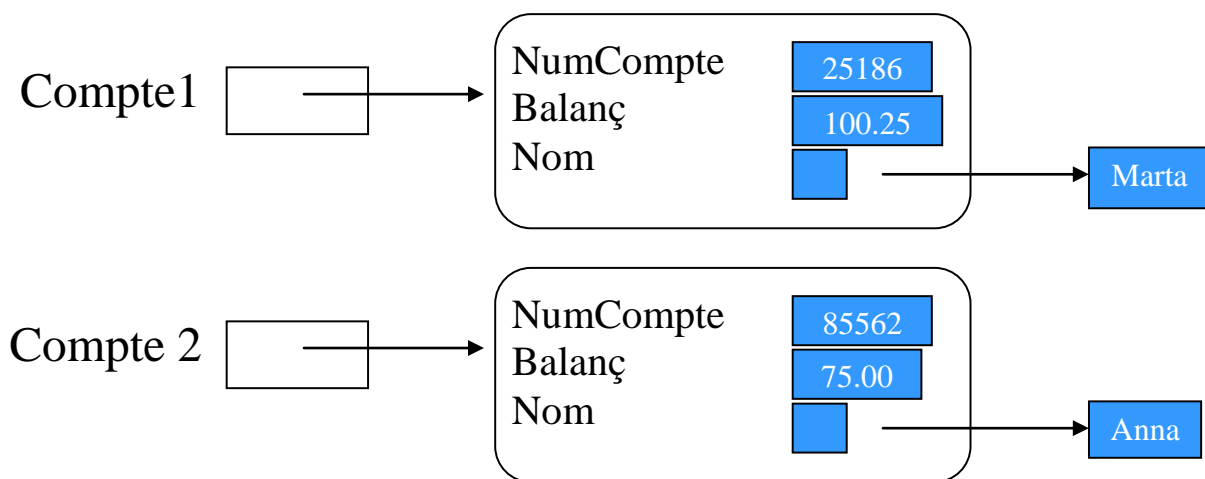 Compte1
NumCompte 25186
Balanç 100.25
Nom
Marta
Compte 2
NumCompte 85562
Balanç 75.00
Nom
Anna